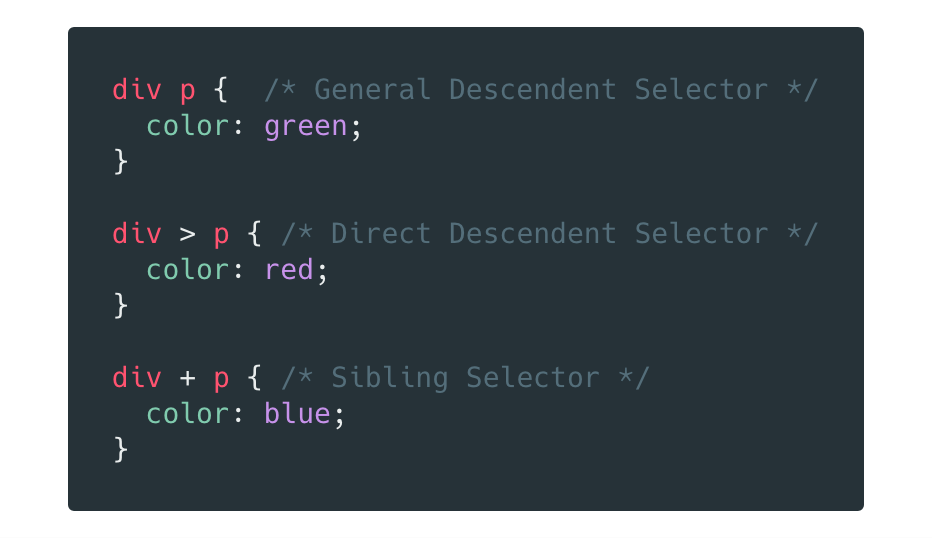 div p {  /* General Descendent Selector */
  color: green;
}

div > p { /* Direct Descendent Selector */
  color: red;
}

div + p { /* Sibling Selector */
  color: blue;
}